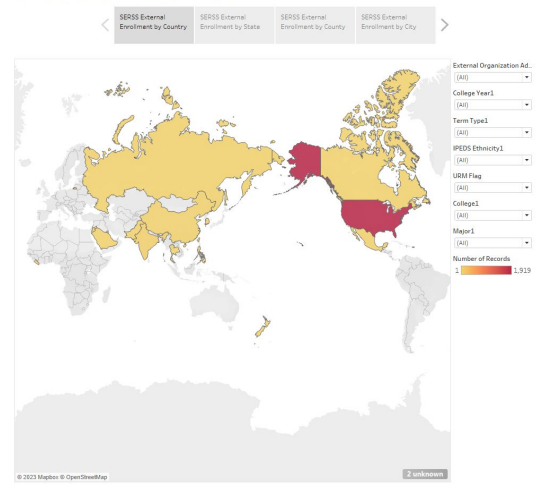 SERSS External
Enrollment by Country
SERSS External
Enrollment by State
SERSS External
Enrollment by County
SERSS External
Enrollment by City
External Organization Ad..
(All)
College Year1
(All)
Term Type1
(All)
IPEDS Ethnicity1
(All)
URM Flag
(All)
College1
(All)
Major1
(All)
Number of Records
1 1,919
2 unknown
© 2023 Mapbox © OpenStreetMap